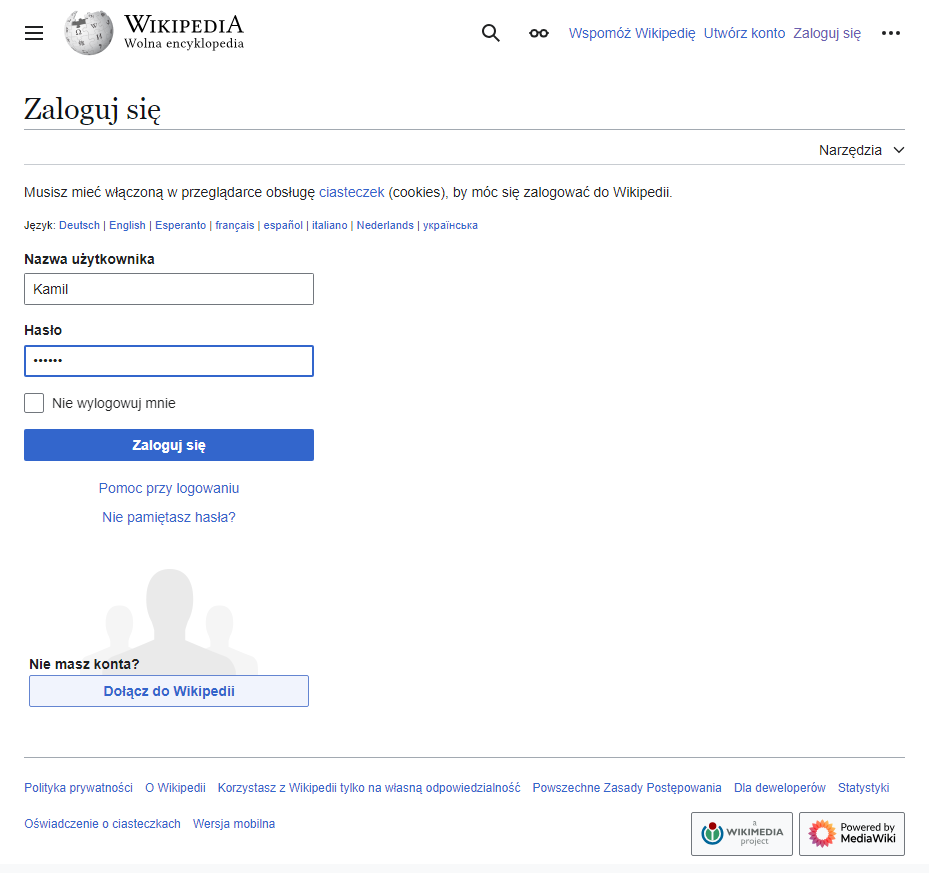 WIKIPEDIA
Wolna encyklopedia
Wspomóż Wikipedię Utwórz konto Zaloguj się
Zaloguj się
Narzędzia
Musisz mieć włączoną w przeglądarce obsługę ciasteczek (cookies), by móc się zalogować do Wikipedii.
Język: Deutsch | English | Esperanto | français | español | italiano | Nederlands | українська
Nazwa użytkownika
Kamil
Hasło
••••••
Nie wylogowuj mnie
Zaloguj się
Pomoc przy logowaniu
Nie pamiętasz hasła?
Nie masz konta?
Dołącz do Wikipedii
Polityka prywatności O Wikipedii Korzystasz z Wikipedii tylko na własną odpowiedzialność Powszechne Zasady Postępowania Dla deweloperów Statystyki
Oświadczenie o ciasteczkach Wersja mobilna
a
WIKIMEDIA
project
Powered by
MediaWiki